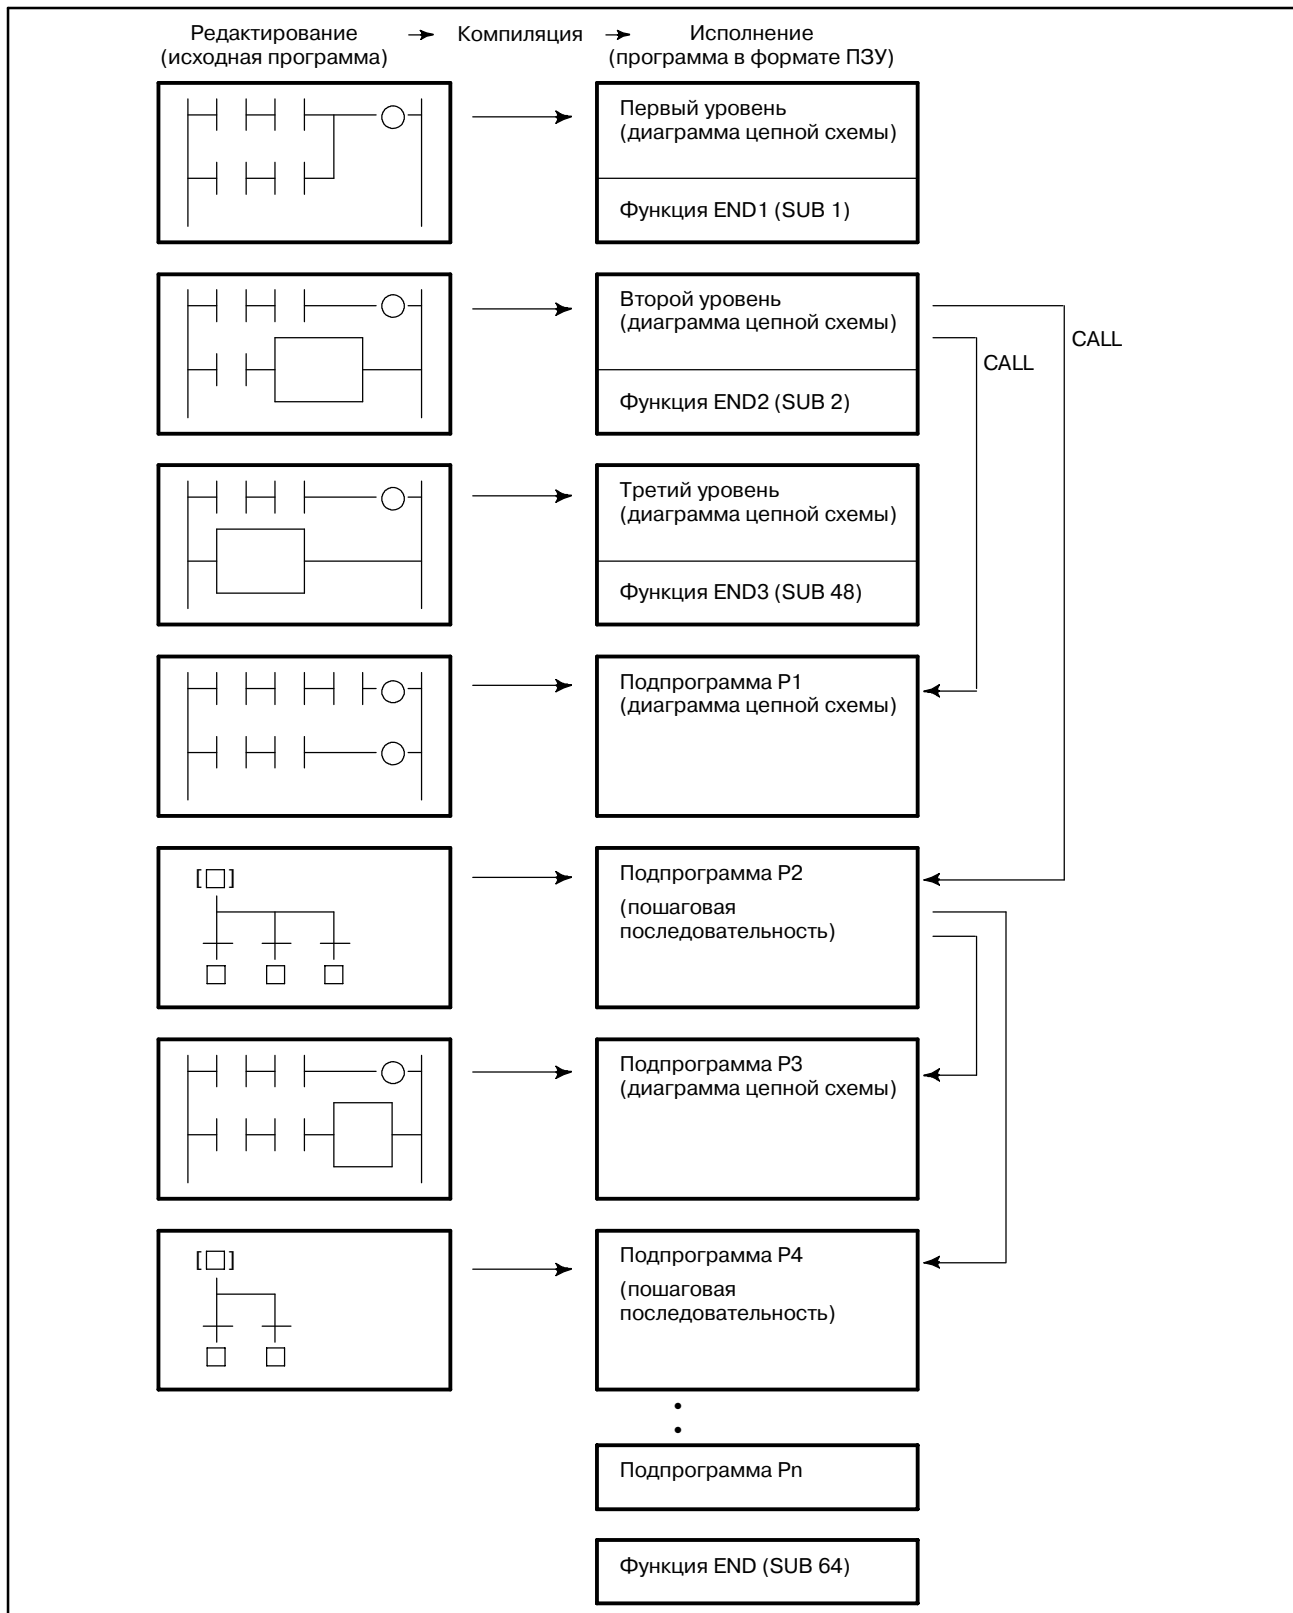 Редактирование → Компиляция → Исполнение
(исходная программа) (программа в формате ПЗУ)
Первый уровень
(диаграмма цепной схемы)
Функция END1 (SUB 1)
Второй уровень
(диаграмма цепной схемы)
CALL
CALL
Функция END2 (SUB 2)
Третий уровень
(диаграмма цепной схемы)
Функция END3 (SUB 48)
Подпрограмма P1
(диаграмма цепной схемы)
Подпрограмма P2
(пошаговая
последовательность)
Подпрограмма P3
(диаграмма цепной схемы)
Подпрограмма P4
(пошаговая
последовательность)
Подпрограмма Pn
Функция END (SUB 64)